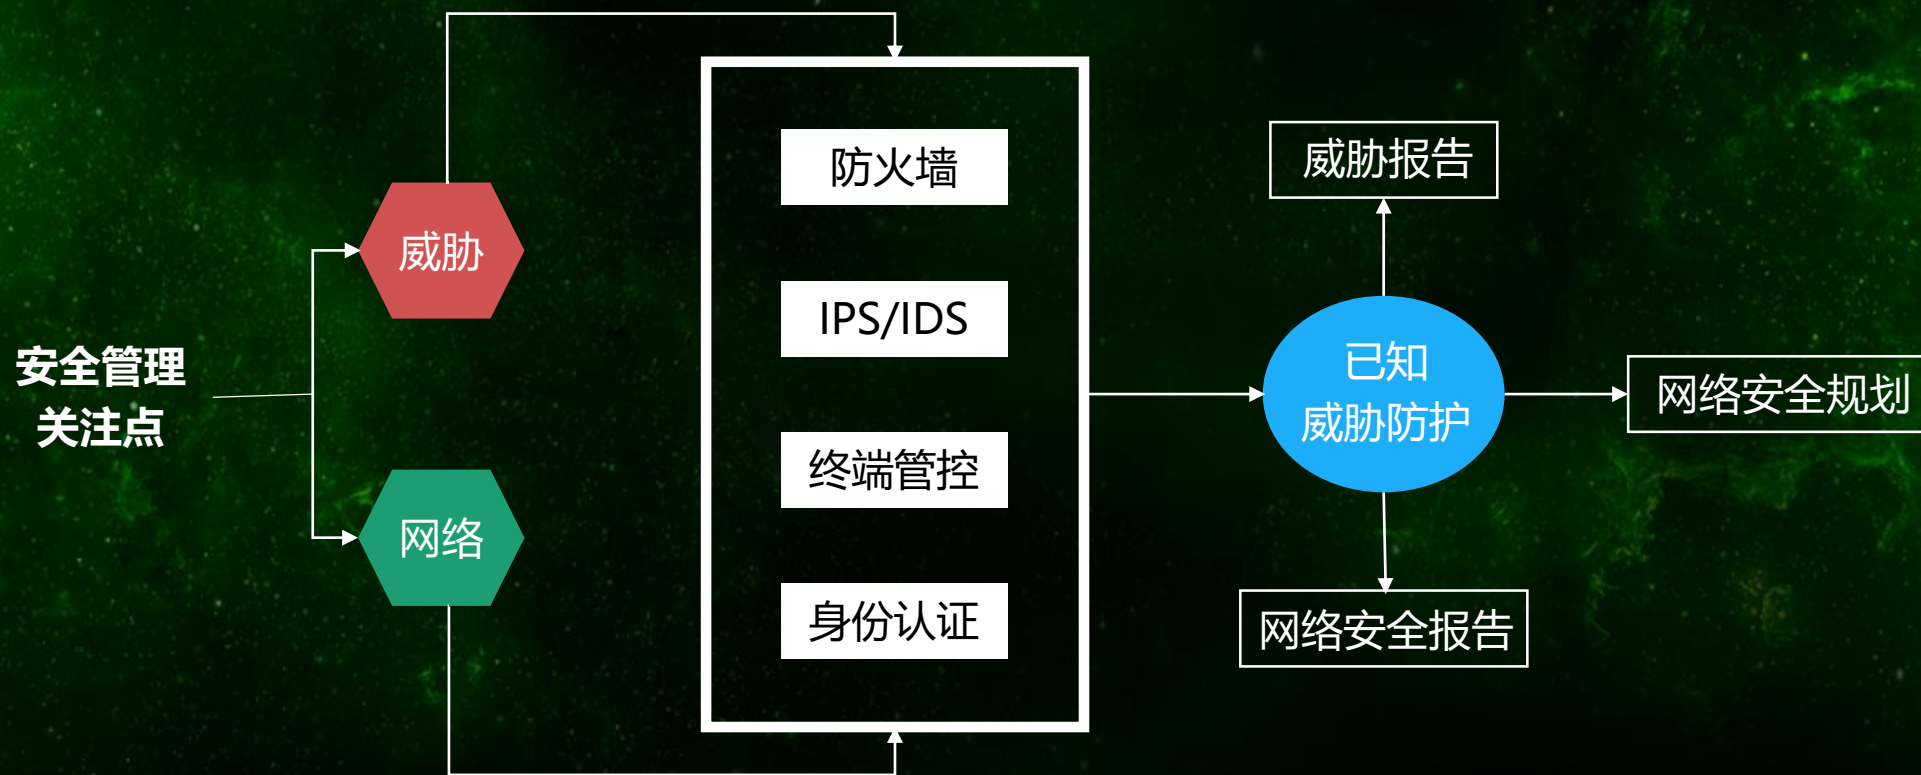 安全管理
关注点
威胁
网络
防火墙
IPS/IDS
终端管控
身份认证
威胁报告
已知
威胁防护
网络安全规划
网络安全报告